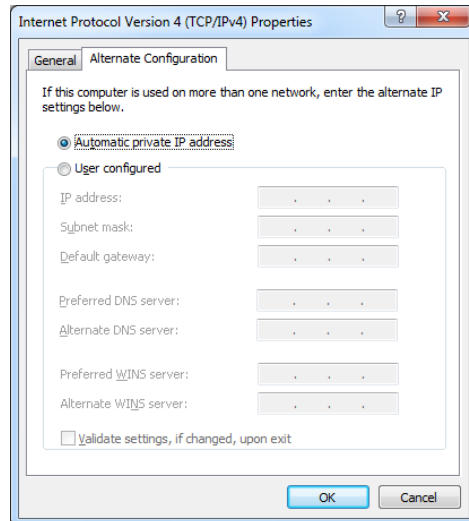 Internet Protocol Version 4 (TCP/IPv4) Properties
General
Alternate Configuration
If this computer is used on more than one network, enter the alternate IP
settings below.
Automatic private IP address
User configured
IP address:
Subnet mask:
Default gateway:
Preferred DNS server:
Alternate DNS server:
Preferred WINS server:
Alternate WINS server:
Validate settings, if changed, upon exit
OK
Cancel